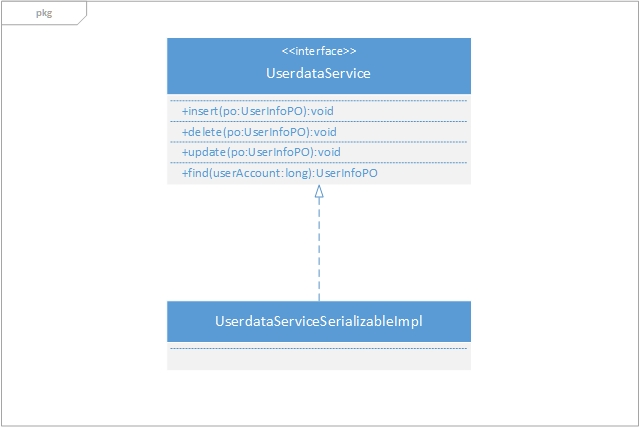 pkg
<<interface>>
UserdataService
+insert(po:UserInfoPO):void
+delete(po:UserInfoPO):void
+update(po:UserInfoPO):void
+find(userAccount:long):UserInfoPO
UserdataServiceSerializableImpl